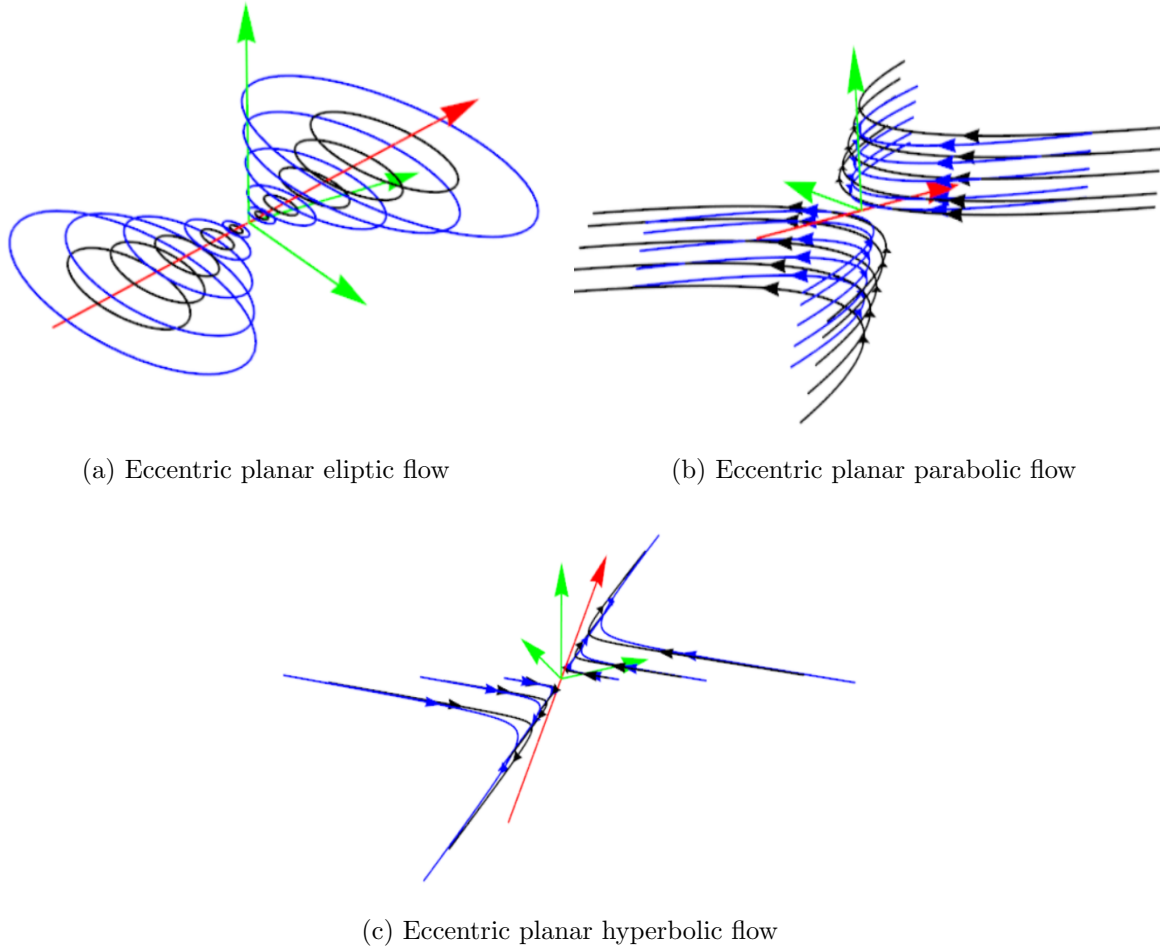 (a) Eccentric planar eliptic flow
(b) Eccentric planar parabolic flow
(c) Eccentric planar hyperbolic flow